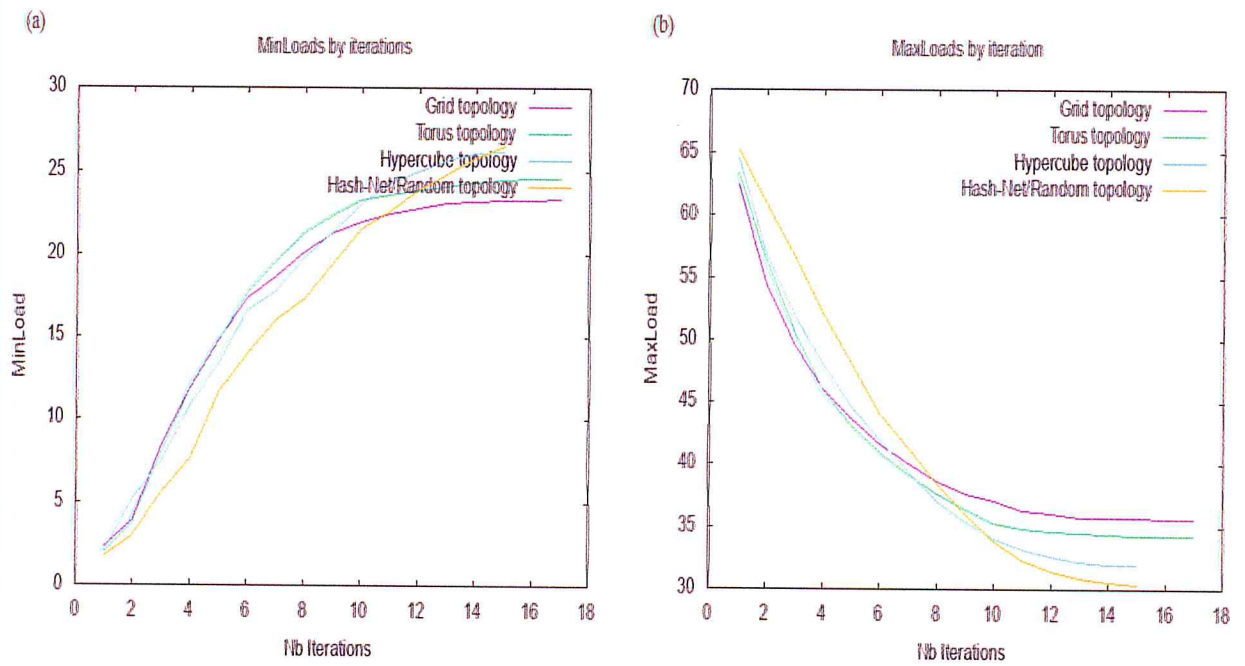 (a)
MinLoads by iterations
30
25
20
15
10
5
0
MinLoad
Grid topology
Torus topology
Hypercube topology
Hash-Net/Random topology
0 2 4 6 8 10 12 14 16 18
Nb Iterations
(b)
MaxLoads by iteration
70
65
60
55
50
45
40
35
30
MaxLoad
Grid topology
Torus topology
Hypercube topology
Hash-Net/Random topology
0 2 4 6 8 10 12 14 16 18
Nb Iterations